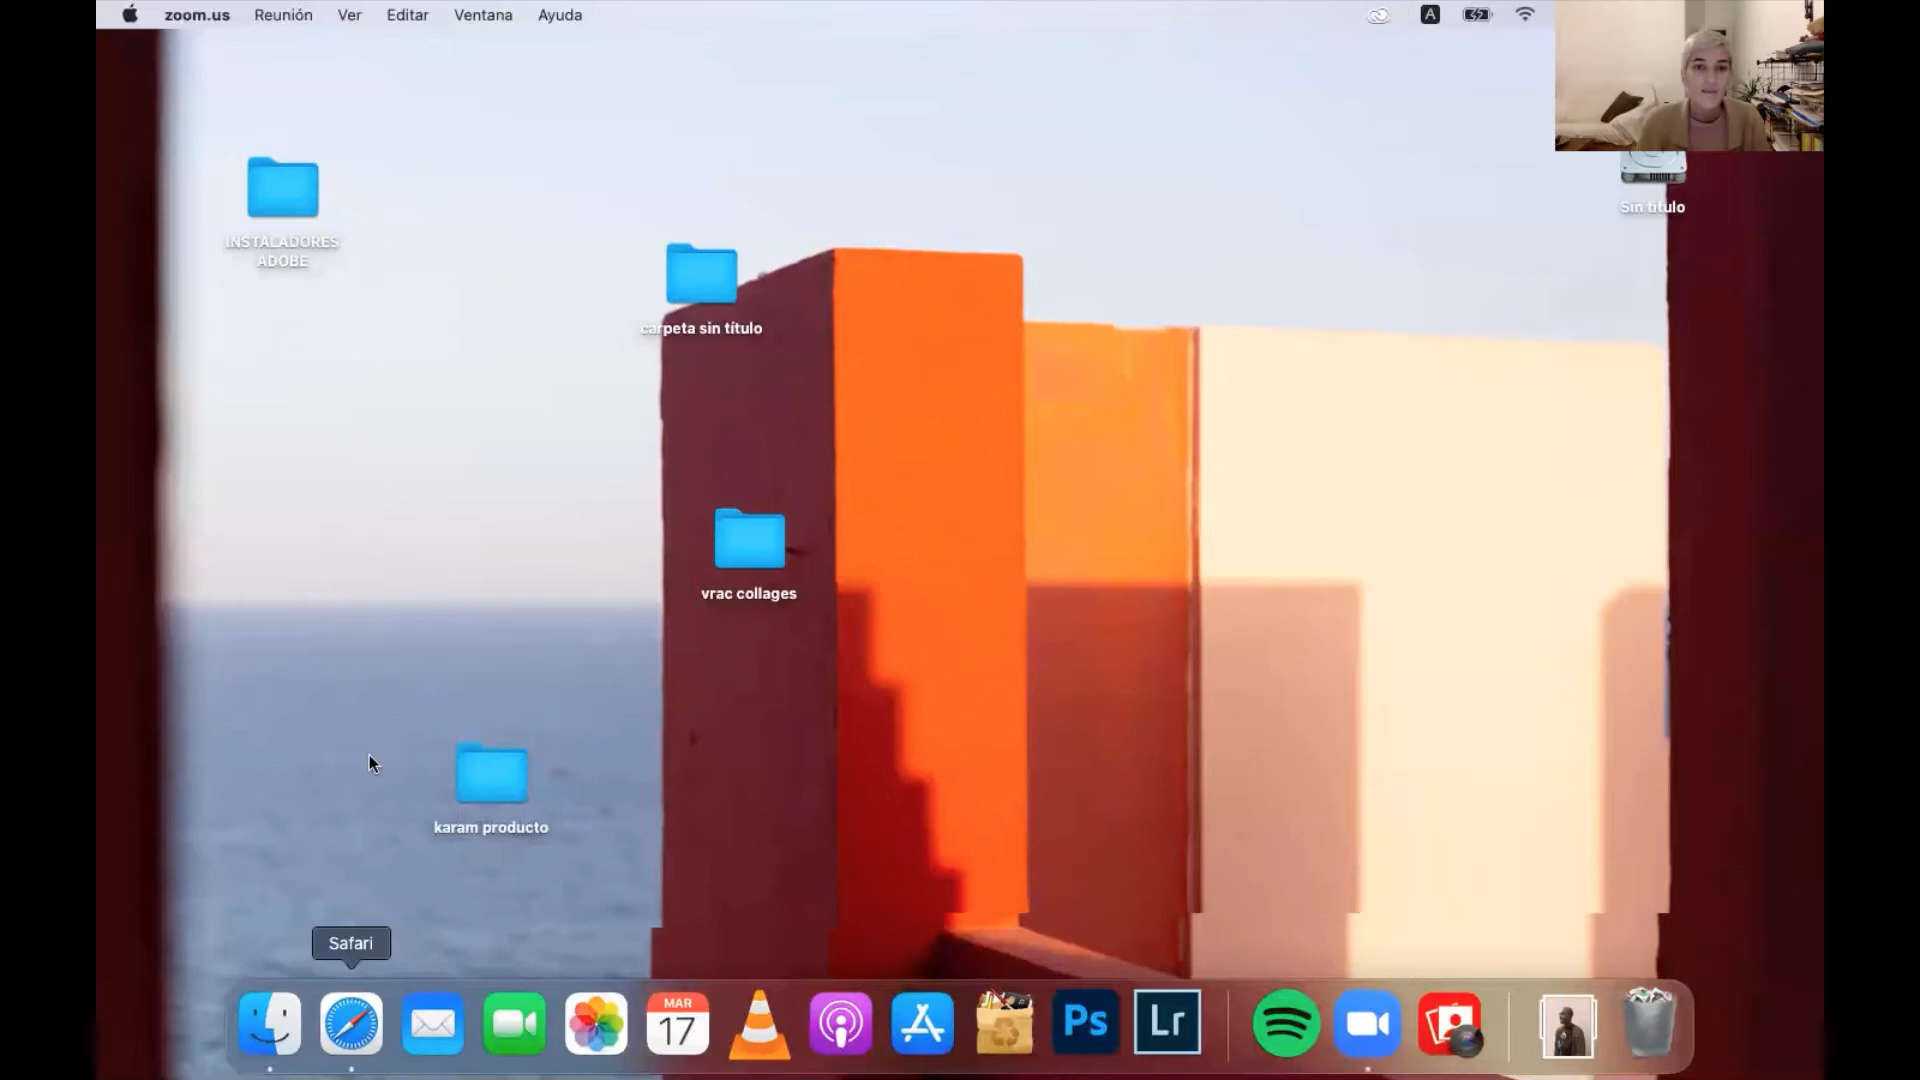 zoom.us Reunión Ver Editar Ventana Ayuda
A
INSTALADORES
ADOBE
Sin título
carpeta sin título
vrac collages
karam producto
Safari
MAR
17
Ps
Lr